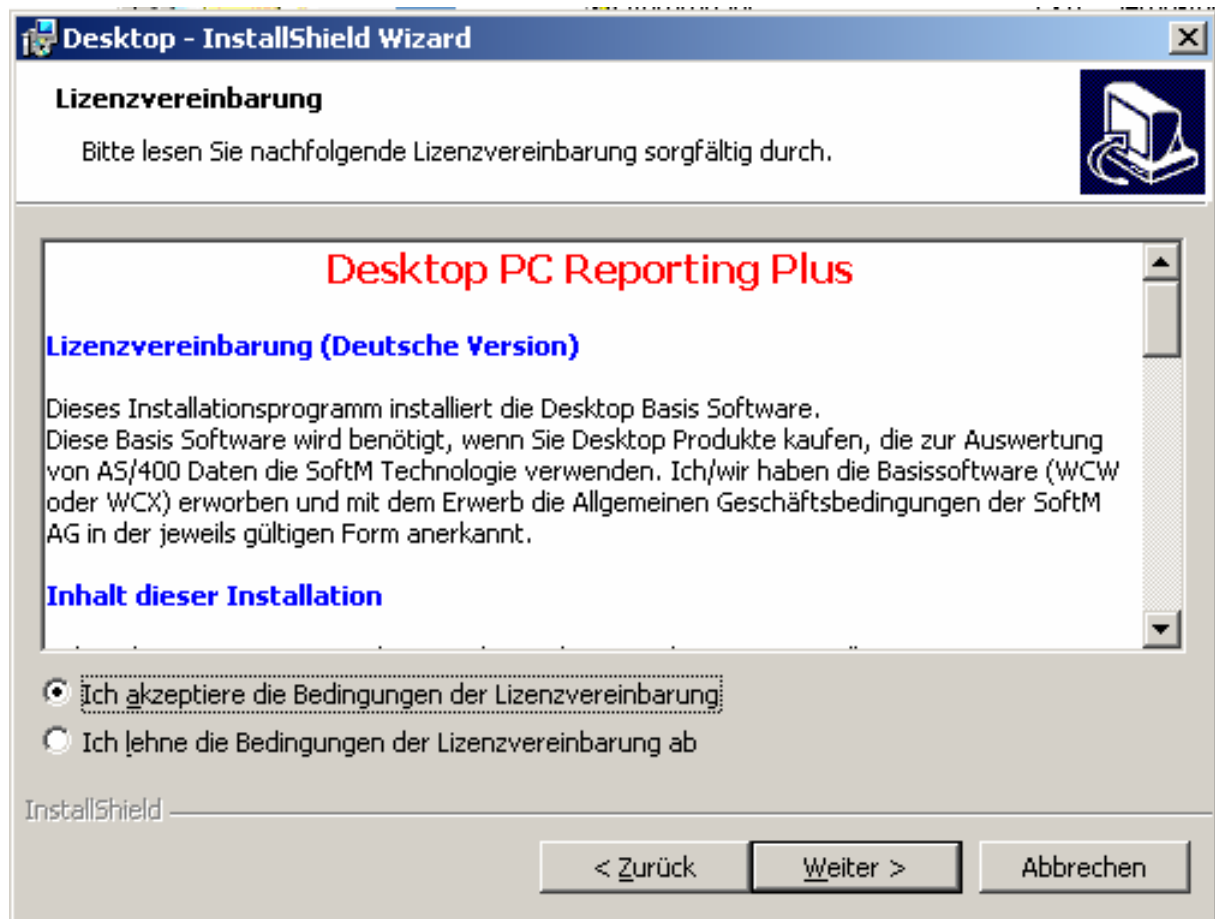 Desktop - InstallShield Wizard
Lizenzvereinbarung
Bitte lesen Sie nachfolgende Lizenzvereinbarung sorgfältig durch.
Desktop PC Reporting Plus
Lizenzvereinbarung (Deutsche Version)
Dieses Installationsprogramm installiert die Desktop Basis Software.
Diese Basis Software wird benötigt, wenn Sie Desktop Produkte kaufen, die zur Auswertung
von AS/400 Daten die SoftM Technologie verwenden. Ich/wir haben die Basissoftware (WCW
oder WCX) erworben und mit dem Erwerb die Allgemeinen Geschäftsbedingungen der SoftM
AG in der jeweils gültigen Form anerkannt.
Inhalt dieser Installation
Ich akzeptiere die Bedingungen der Lizenzvereinbarung
Ich lehne die Bedingungen der Lizenzvereinbarung ab
InstallShield
< Zurück
Weiter >
Abbrechen